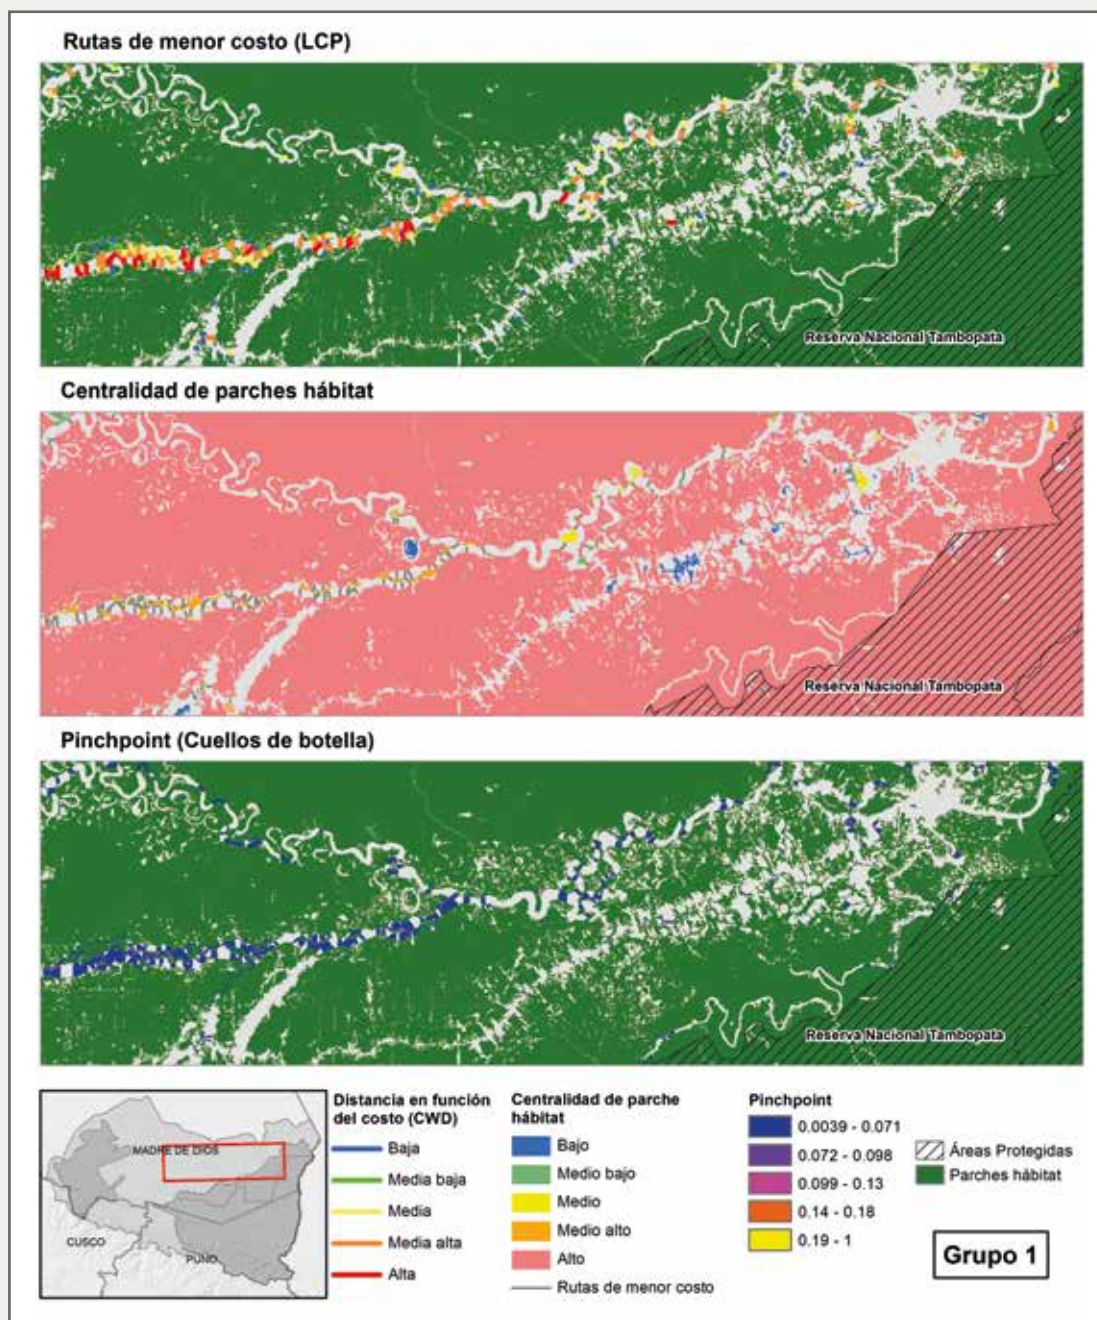 Rutas de menor costo (LCP)
Reserva Nacional Tambopata
Centralidad de parches hábitat
Reserva Nacional Tambopata
Pinchpoint (Cuellos de botella)
Reserva Nacional Tambopata
MADRE DE DIOS
CUSCO
PUNO
Distancia en función
del costo (CWD)
Baja
Media baja
Media
Media alta
Alta
Centralidad de parche
hábitat
Bajo
Medio bajo
Medio
Medio alto
Alto
Rutas de menor costo
Pinchpoint
0.0039 - 0.071
0.072 - 0.098
0.099 - 0.13
0.14 - 0.18
0.19 - 1
Áreas Protegidas
Parches hábitat
Grupo 1